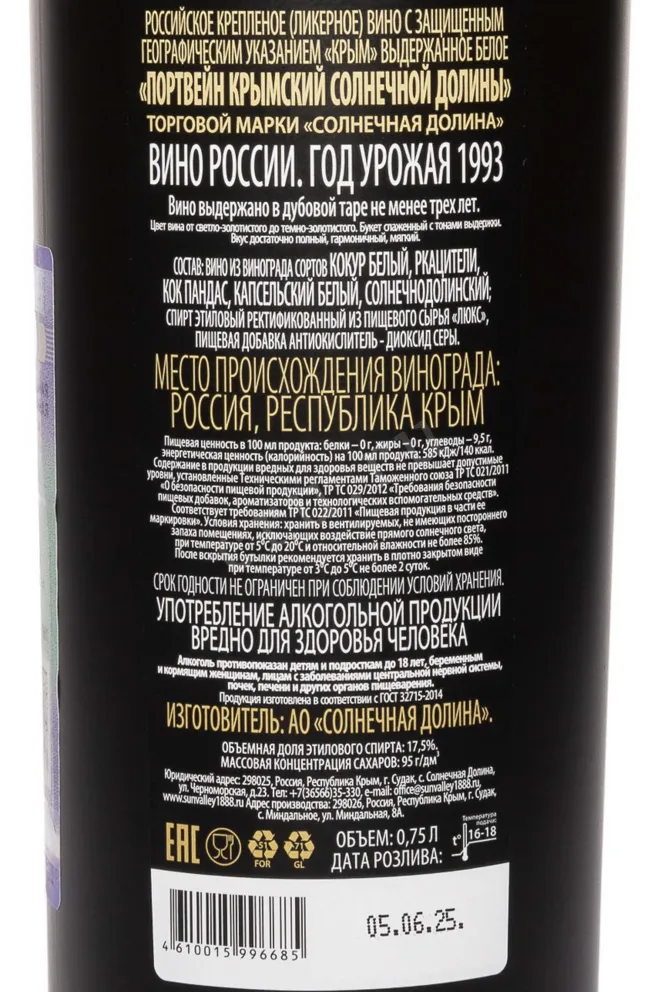 РОССИЙСКОЕ КРЕПЛЕНОЕ (ЛИКЕРНОЕ) ВИНО С ЗАЩИЩЕННЫМ
ГЕОГРАФИЧЕСКИМ УКАЗАНИЕМ «КРЫМ» ВЫДЕРЖАННОЕ БЕЛОЕ
«ПОРТВЕЙН КРЫМСКИЙ СОЛНЕЧНОЙ ДОЛИНЫ»
ТОРГОВОЙ МАРКИ «СОЛНЕЧНАЯ ДОЛИНА»
ВИНО РОССИИ. ГОД УРОЖАЯ 1993
Вино выдержано в дубовой таре не менее трех лет.
Цвет вина от светло-золотистого до темно-золотистого. Букет слаженный с тонами выдержки.
Вкус достаточно полный, гармоничный, мягкий.
СОСТАВ: ВИНО ИЗ ВИНОГРАДА СОРТОВ КОКУР БЕЛЫЙ, РКАЦИТЕЛИ,
КОК ПАНДАС, КАПСЕЛЬСКИЙ БЕЛЫЙ, СОЛНЕЧНОДОЛИНСКИЙ;
СПИРТ ЭТИЛОВЫЙ РЕКТИФИКОВАННЫЙ ИЗ ПИЩЕВОГО СЫРЬЯ «ЛЮКС»,
ПИЩЕВАЯ ДОБАВКА АНТИОКИСЛИТЕЛЬ - ДИОКСИД СЕРЫ.
МЕСТО ПРОИСХОЖДЕНИЯ ВИНОГРАДА:
РОССИЯ, РЕСПУБЛИКА КРЫМ
Пищевая ценность в 100 мл продукта: белки – 0 г, жиры – 0 г, углеводы – 9,5 г,
энергетическая ценность (калорийность) на 100 мл продукта: 585 кДж/140 ккал.
Содержание в продукции вредных для здоровья веществ не превышает допустимые
уровни, установленные Техническими регламентами Таможенного союза ТР ТС 021/2011
«О безопасности пищевой продукции», ТР ТС 029/2012 «Требования безопасности
пищевых добавок, ароматизаторов и технологических вспомогательных средств».
Соответствует требованиям ТР ТС 022/2011 «Пищевая продукция в части ее
маркировки». Условия хранения: хранить в вентилируемых, не имеющих постороннего
запаха помещениях, исключающих воздействие прямого солнечного света,
при температуре от 5°С до 20°С и относительной влажности не более 85%.
После вскрытия бутылки рекомендуется хранить в плотно закрытом виде
при температуре от 3°С до 5°С не более 2 суток.
СРОК ГОДНОСТИ НЕ ОГРАНИЧЕН ПРИ СОБЛЮДЕНИИ УСЛОВИЙ ХРАНЕНИЯ.
УПОТРЕБЛЕНИЕ АЛКОГОЛЬНОЙ ПРОДУКЦИИ
ВРЕДНО ДЛЯ ЗДОРОВЬЯ ЧЕЛОВЕКА
Алкоголь противопоказан детям и подросткам до 18 лет, беременным
и кормящим женщинам, лицам с заболеваниями центральной нервной системы,
почек, печени и других органов пищеварения.
Продукция изготовлена в соответствии с ГОСТ 32715-2014
ИЗГОТОВИТЕЛЬ: АО «СОЛНЕЧНАЯ ДОЛИНА».
ОБЪЕМНАЯ ДОЛЯ ЭТИЛОВОГО СПИРТА: 17,5%.
МАССОВАЯ КОНЦЕНТРАЦИЯ САХАРОВ: 95 г/дм³
Юридический адрес: 298025, Россия, Республика Крым, г. Судак, с. Солнечная Долина,
ул. Черноморская, д.23. Тел: +7(36566)35-330, e-mail: office@sunvalley1888.ru,
www.sunvalley1888.ru Адрес производства: 298026, Россия, Республика Крым, г. Судак,
с. Миндальное, ул. Миндальная, 8А.
EAC 51 FOR 71 GL
ОБЪЕМ: 0,75 Л
ДАТА РОЗЛИВА:
Температура подачи:
t° 16-18
05.06.25.
4 610015 996685